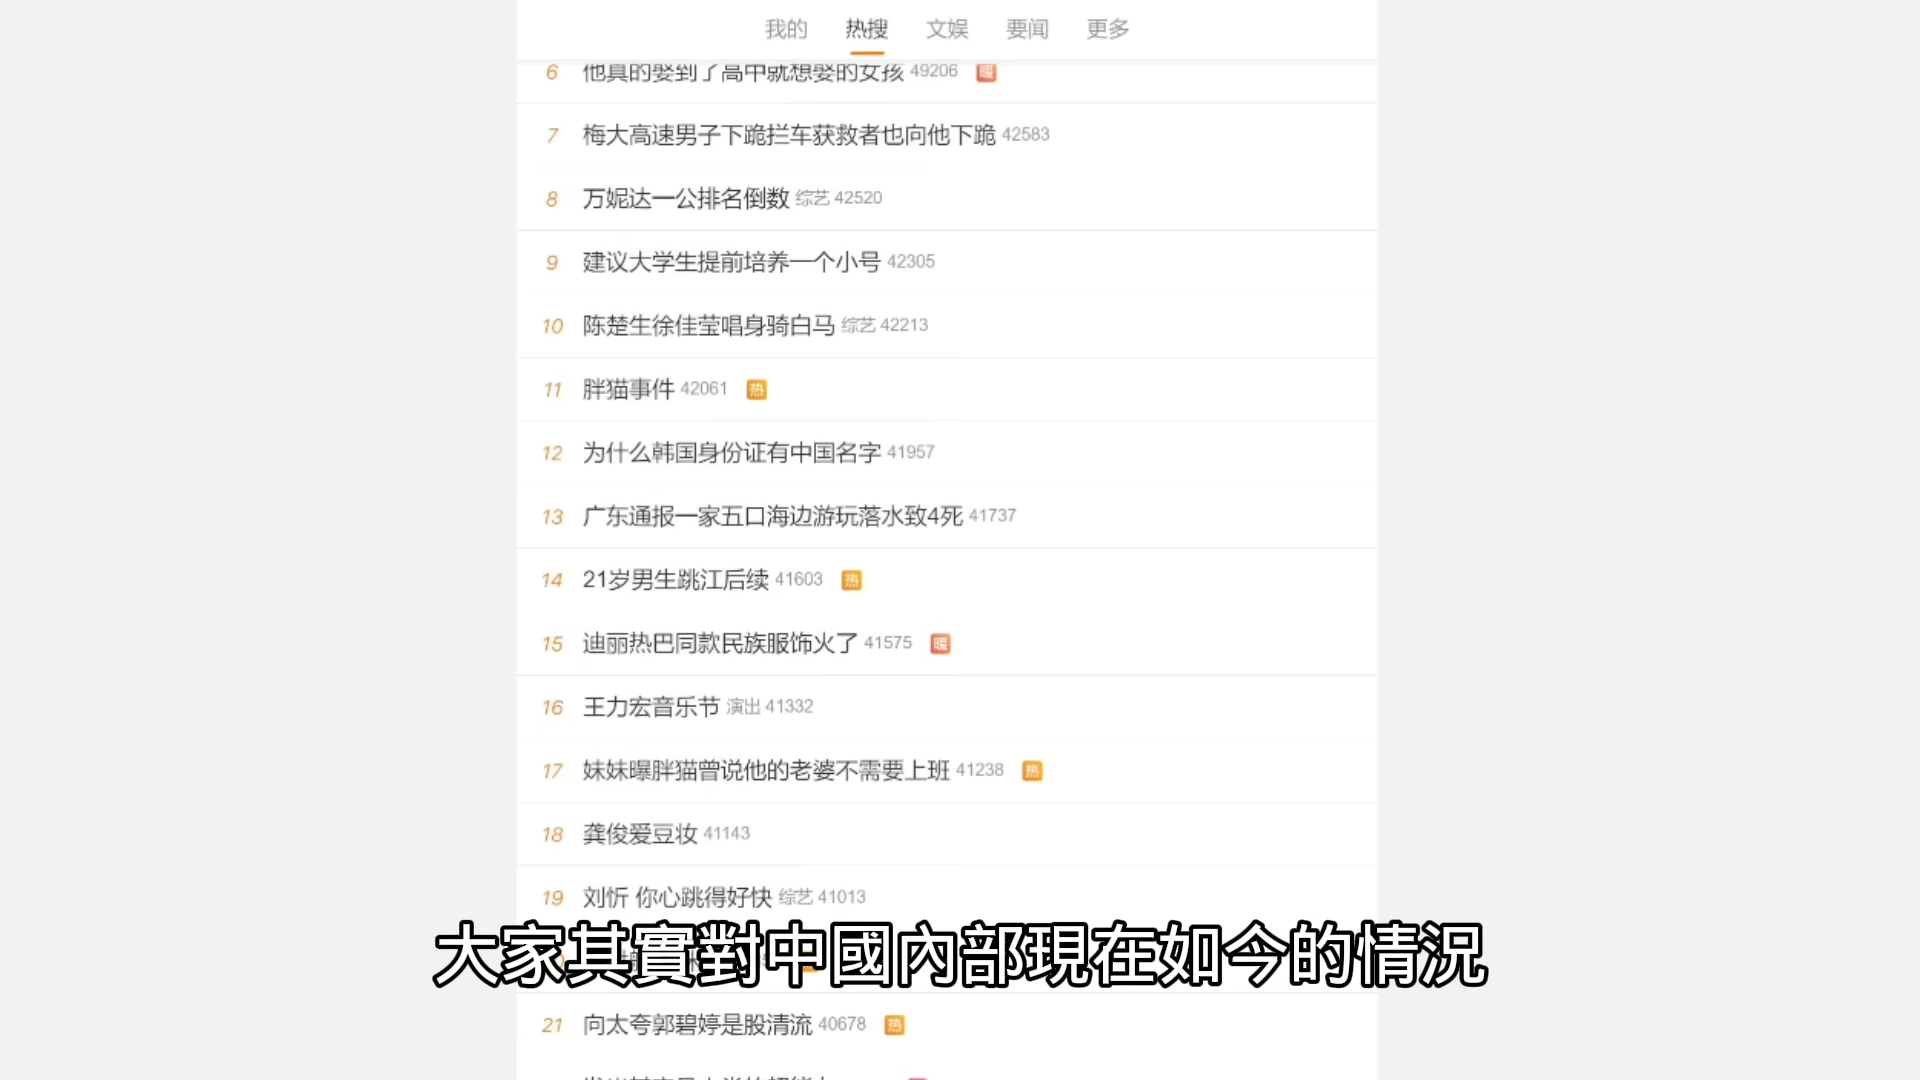 我的 热搜 文娱 要闻 更多
6 他真的娶到了高中就想娶的女孩 49206 暖
7 梅大高速男子下跪拦车获救者也向他下跪 42583
8 万妮达一公排名倒数 综艺 42520
9 建议大学生提前培养一个小号 42305
10 陈楚生徐佳莹唱身骑白马 综艺 42213
11 胖猫事件 42061 热
12 为什么韩国身份证有中国名字 41957
13 广东通报一家五口海边游玩落水致4死 41737
14 21岁男生跳江后续 41603 热
15 迪丽热巴同款民族服饰火了 41575 暖
16 王力宏音乐节 演出 41332
17 妹妹曝胖猫曾说他的老婆不需要上班 41238 热
18 龚俊爱豆妆 41143
19 刘忻 你心跳得好快 综艺 41013
大家其實對中國內部現在如今的情況
21 向太夸郭碧婷是股清流 40678 热